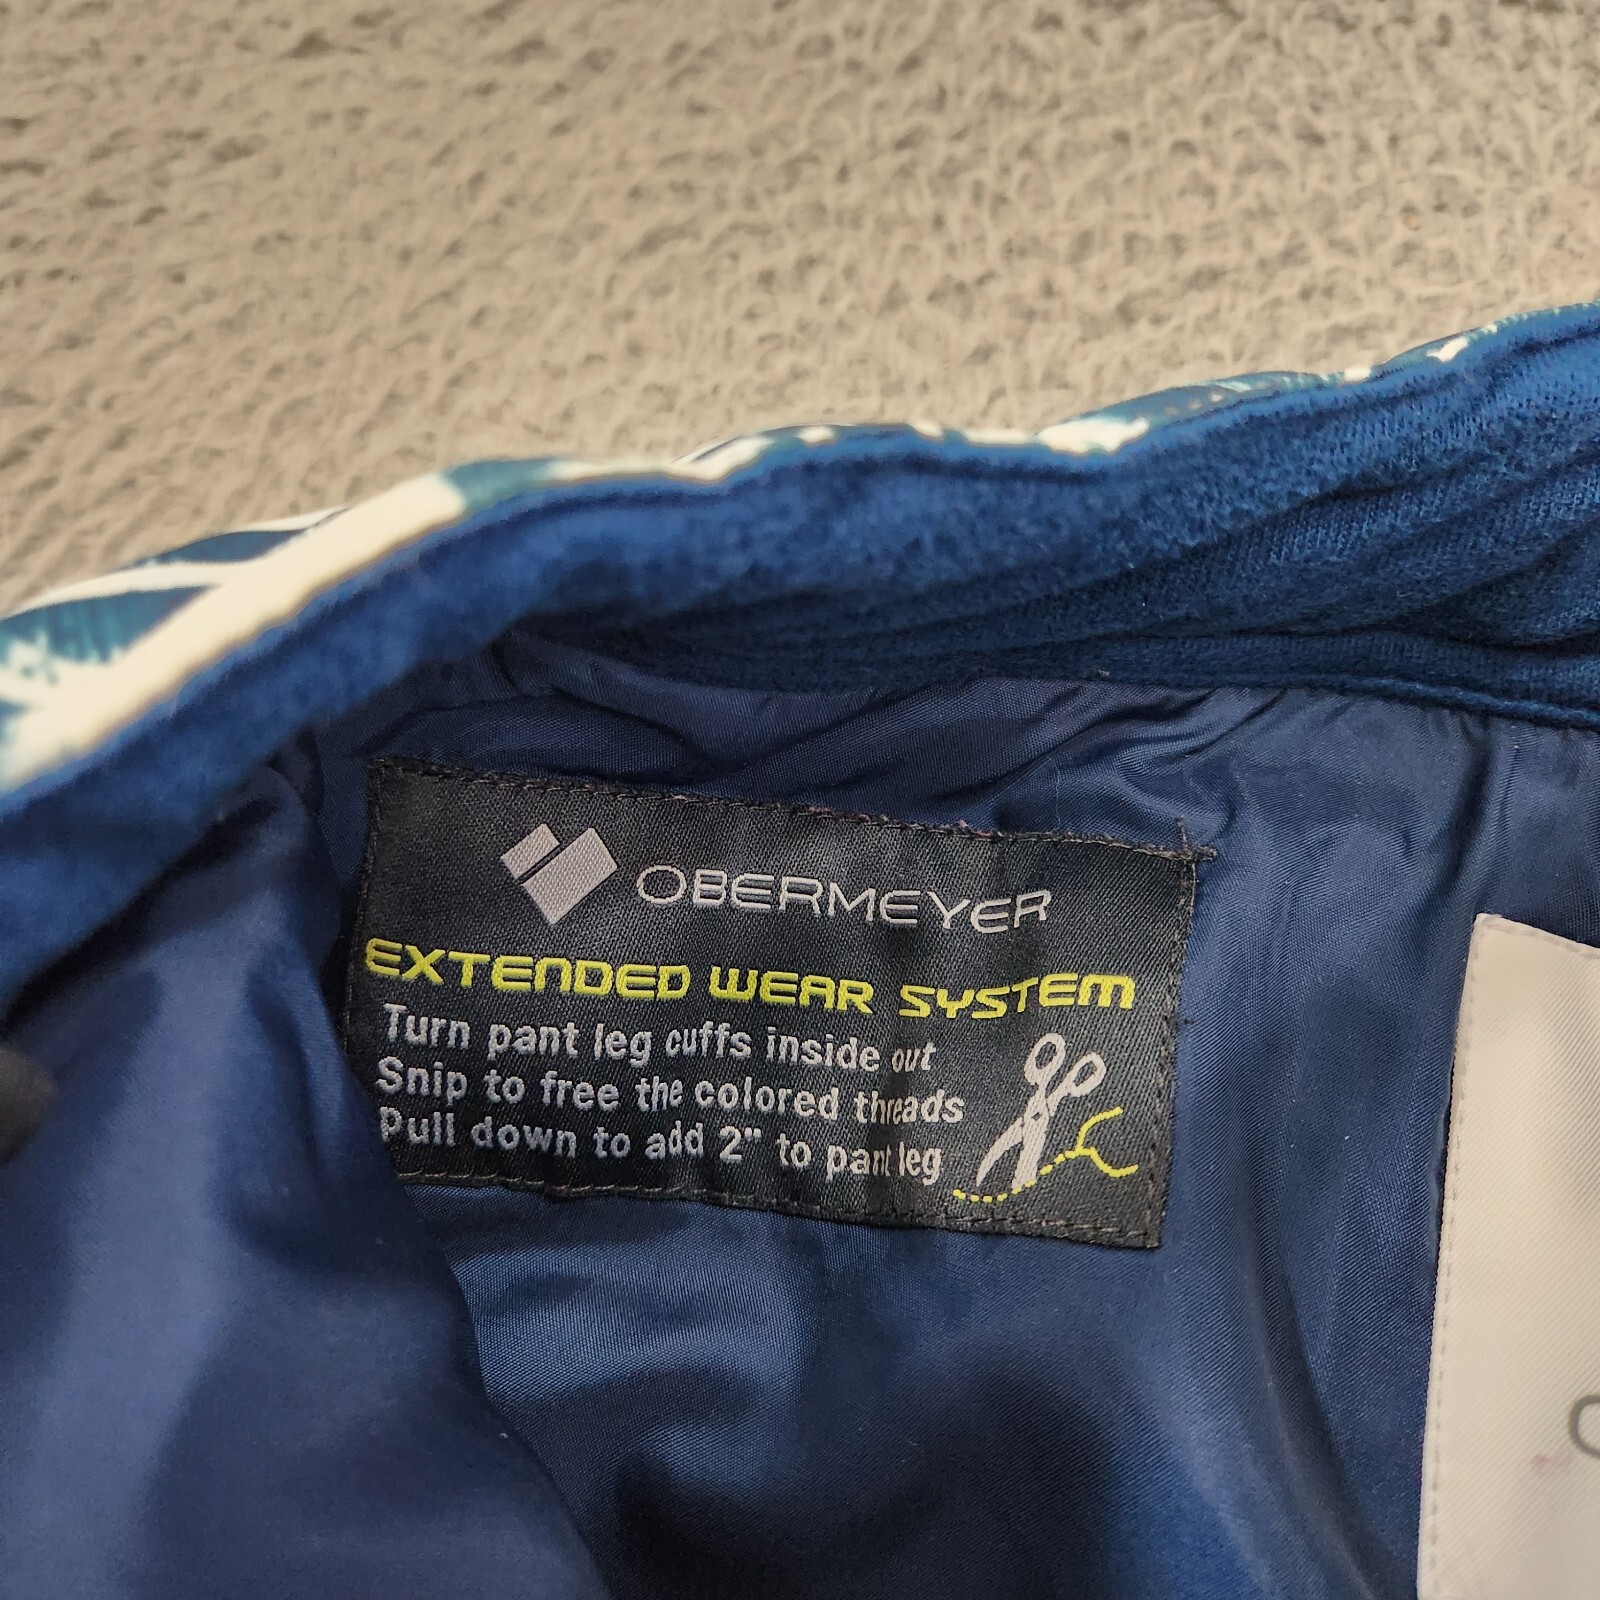 OBERMEYER
EXTENDED WEAR SYSTEM
Turn pant leg cuffs inside out
Snip to free the colored threads
Pull down to add 2" to pant leg